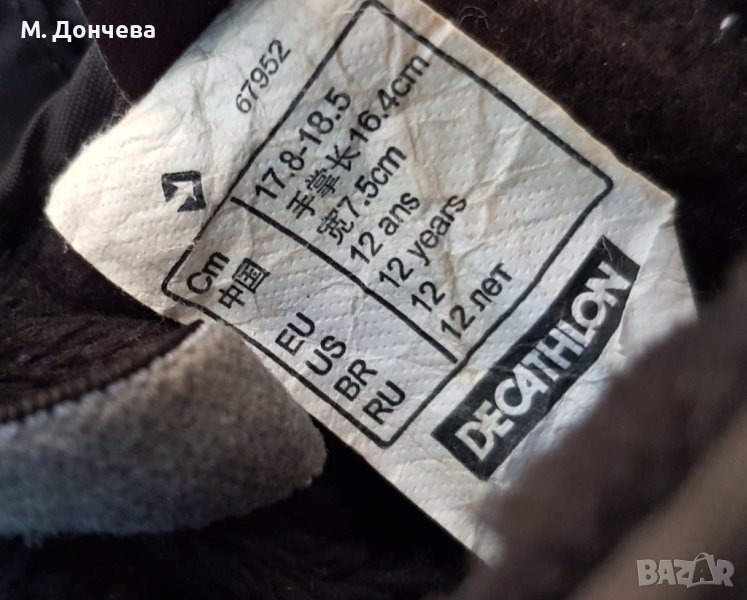 М. Дончева
67952
Cm 17,8-18.5
中国 手掌长16.4cm
宽7.5cm
EU 12 ans
US 12 years
BR 12
RU 12 лет
DECATHLON
BAZAR